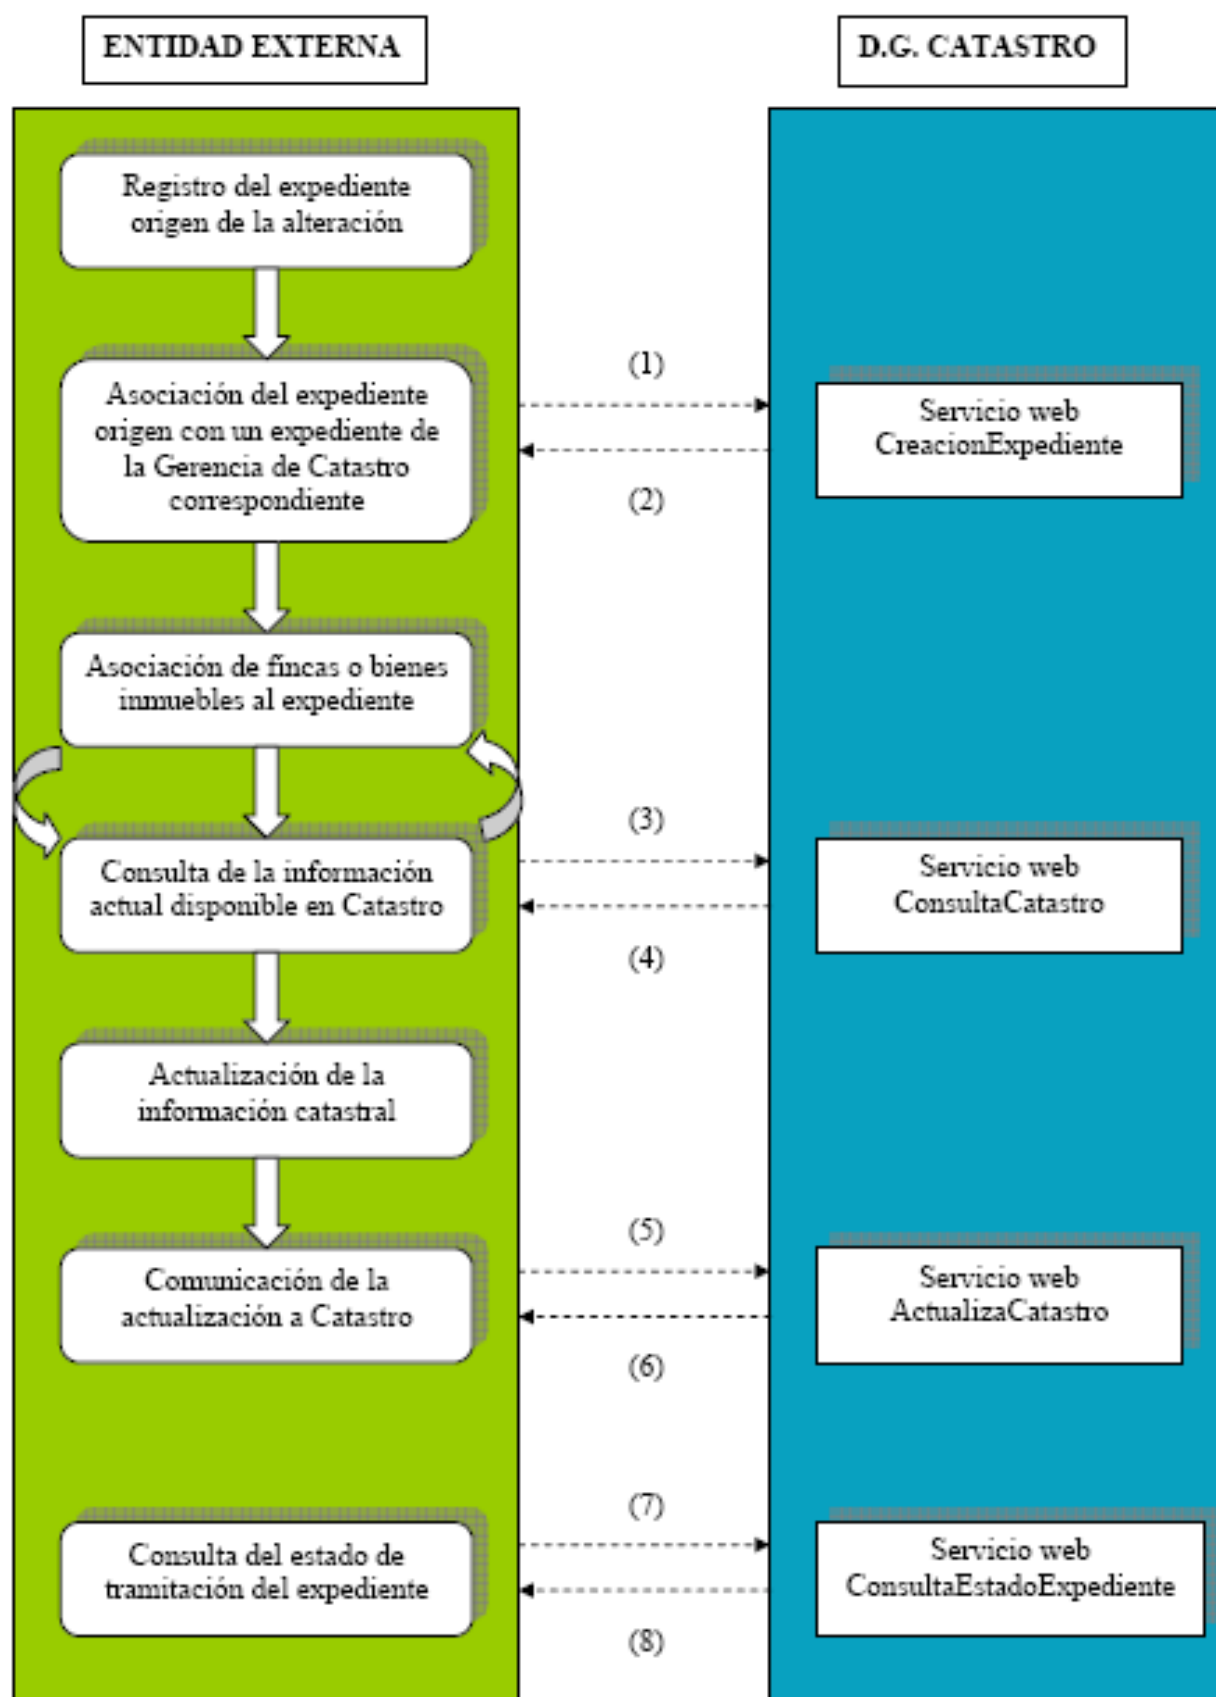 ENTIDAD EXTERNA
D.G. CATASTRO
Registro del expediente
origen de la alteración
Asociación del expediente
origen con un expediente de
la Gerencia de Catastro
correspondiente
(1)
(2)
Servicio web
CreacionExpediente
Asociación de fincas o bienes
inmuebles al expediente
Consulta de la información
actual disponible en Catastro
(3)
(4)
Servicio web
ConsultaCatastro
Actualización de la
información catastral
Comunicación de la
actualización a Catastro
(5)
(6)
Servicio web
ActualizaCatastro
Consulta del estado de
tramitación del expediente
(7)
(8)
Servicio web
ConsultaEstadoExpediente